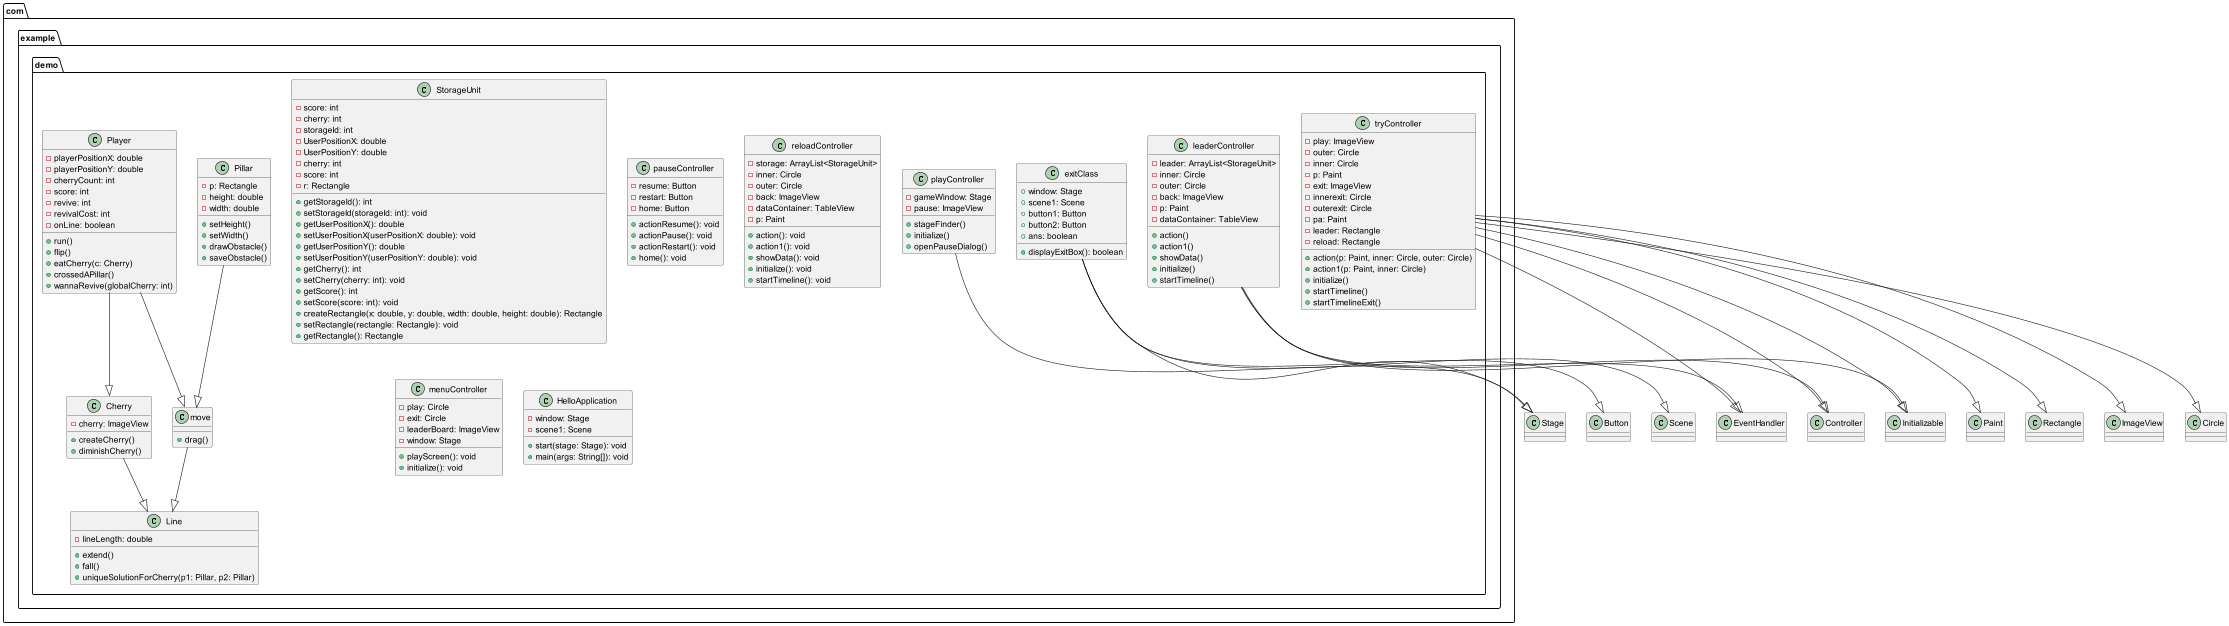 com
example
demo
C Player
playerPositionX: double
playerPositionY: double
cherryCount: int
score: int
revive: int
revivalCost: int
onLine: boolean
run()
flip()
eatCherry(c: Cherry)
crossedAPillar()
wannaRevive(globalCherry: int)
C Pillar
p: Rectangle
height: double
width: double
setHeight()
setWidth()
drawObstacle()
saveObstacle()
C StorageUnit
score: int
cherry: int
storageId: int
UserPositionX: double
UserPositionY: double
cherry: int
score: int
r: Rectangle
getStorageId(): int
setStorageId(storageId: int): void
getUserPositionX(): double
setUserPositionX(userPositionX: double): void
getUserPositionY(): double
setUserPositionY(userPositionY: double): void
getCherry(): int
setCherry(cherry: int): void
getScore(): int
setScore(score: int): void
createRectangle(x: double, y: double, width: double, height: double): Rectangle
setRectangle(rectangle: Rectangle): void
getRectangle(): Rectangle
C pauseController
resume: Button
restart: Button
home: Button
actionResume(): void
actionPause(): void
actionRestart(): void
home(): void
C reloadController
storage: ArrayList<StorageUnit>
inner: Circle
outer: Circle
back: ImageView
dataContainer: TableView
p: Paint
action(): void
action1(): void
showData(): void
initialize(): void
startTimeline(): void
C playController
gameWindow: Stage
pause: ImageView
stageFinder()
initialize()
openPauseDialog()
C exitClass
window: Stage
scene1: Scene
button1: Button
button2: Button
ans: boolean
displayExitBox(): boolean
C leaderController
leader: ArrayList<StorageUnit>
inner: Circle
outer: Circle
back: ImageView
p: Paint
dataContainer: TableView
action()
action1()
showData()
initialize()
startTimeline()
C tryController
play: ImageView
outer: Circle
inner: Circle
p: Paint
exit: ImageView
innerexit: Circle
outerexit: Circle
pa: Paint
leader: Rectangle
reload: Rectangle
action(p: Paint, inner: Circle, outer: Circle)
action1(p: Paint, inner: Circle)
initialize()
startTimeline()
startTimelineExit()
C Cherry
cherry: ImageView
createCherry()
diminishCherry()
C move
drag()
C menuController
play: Circle
exit: Circle
leaderBoard: ImageView
window: Stage
playScreen(): void
initialize(): void
C HelloApplication
window: Stage
scene1: Scene
start(stage: Stage): void
main(args: String[]): void
C Stage
C Button
C Scene
C EventHandler
C Controller
C Initializable
C Paint
C Rectangle
C ImageView
C Circle
C Line
lineLength: double
extend()
fall()
uniqueSolutionForCherry(p1: Pillar, p2: Pillar)